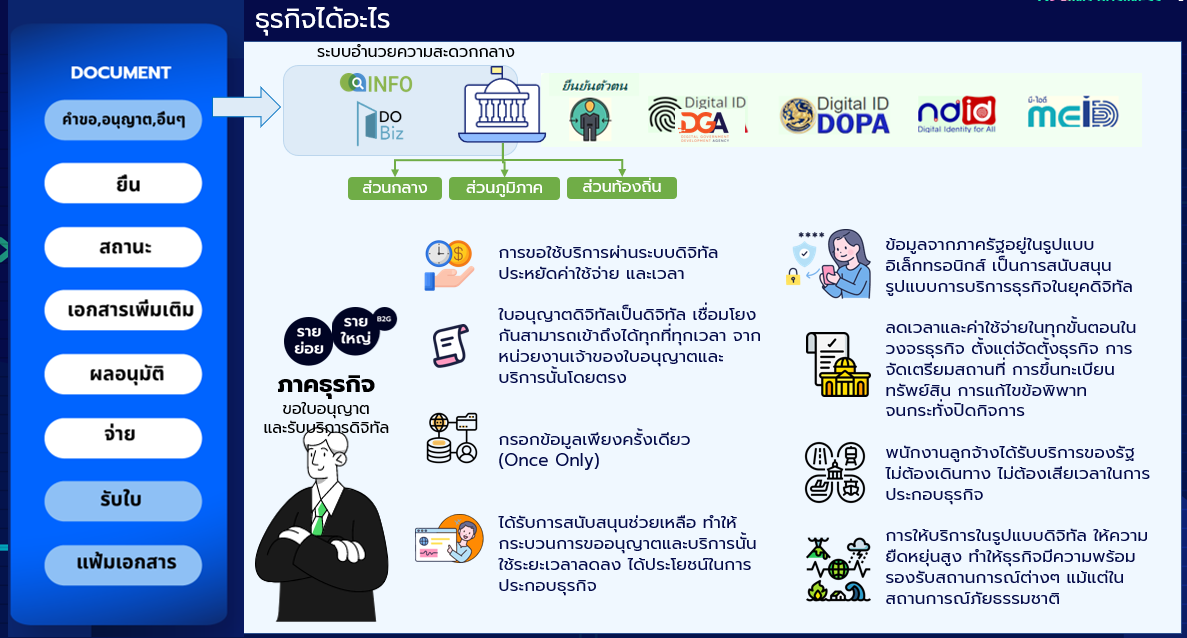 ธุรกิจได้อะไร
DOCUMENT
คำขอ,อนุญาต,อื่นๆ
ยื่น
สถานะ
เอกสารเพิ่มเติม
ผลอนุมัติ
จ่าย
รับใบ
แฟ้มเอกสาร
ระบบอำนวยความสะดวกกลาง
INFO
DO
Biz
ยืนยันตัวตน
Digital ID
DGA
DIGITAL GOVERNMENT
DEVELOPMENT AGENCY
Digital ID
DOPA
ndid
Digital Identity for All
มี-ไอดี
meID
ส่วนกลาง
ส่วนภูมิภาค
ส่วนท้องถิ่น
ราย
ย่อย
ราย
ใหญ่
B2G
ภาคธุรกิจ
ขอใบอนุญาต
และรับบริการดิจิทัล
การขอใช้บริการผ่านระบบดิจิทัล
ประหยัดค่าใช้จ่าย และเวลา
ใบอนุญาตดิจิทัลเป็นดิจิทัล เชื่อมโยง
กันสามารถเข้าถึงได้ทุกที่ทุกเวลา จาก
หน่วยงานเจ้าของใบอนุญาตและ
บริการนั้นโดยตรง
กรอกข้อมูลเพียงครั้งเดียว
(Once Only)
ได้รับการสนับสนุนช่วยเหลือ ทำให้
กระบวนการขออนุญาตและบริการนั้น
ใช้ระยะเวลาลดลง ได้ประโยชน์ในการ
ประกอบธุรกิจ
****
ข้อมูลจากภาครัฐอยู่ในรูปแบบ
อิเล็กทรอนิกส์ เป็นการสนับสนุน
รูปแบบการบริการธุรกิจในยุคดิจิทัล
ลดเวลาและค่าใช้จ่ายในทุกขั้นตอนใน
วงจรธุรกิจ ตั้งแต่จัดตั้งธุรกิจ การ
จัดเตรียมสถานที่ การขึ้นทะเบียน
ทรัพย์สิน การแก้ไขข้อพิพาท
จนกระทั่งปิดกิจการ
พนักงานลูกจ้างได้รับบริการของรัฐ
ไม่ต้องเดินทาง ไม่ต้องเสียเวลาในการ
ประกอบธุรกิจ
การให้บริการในรูปแบบดิจิทัล ให้ความ
ยืดหยุ่นสูง ทำให้ธุรกิจมีความพร้อม
รองรับสถานการณ์ต่างๆ แม้แต่ใน
สถานการณ์ภัยธรรมชาติ